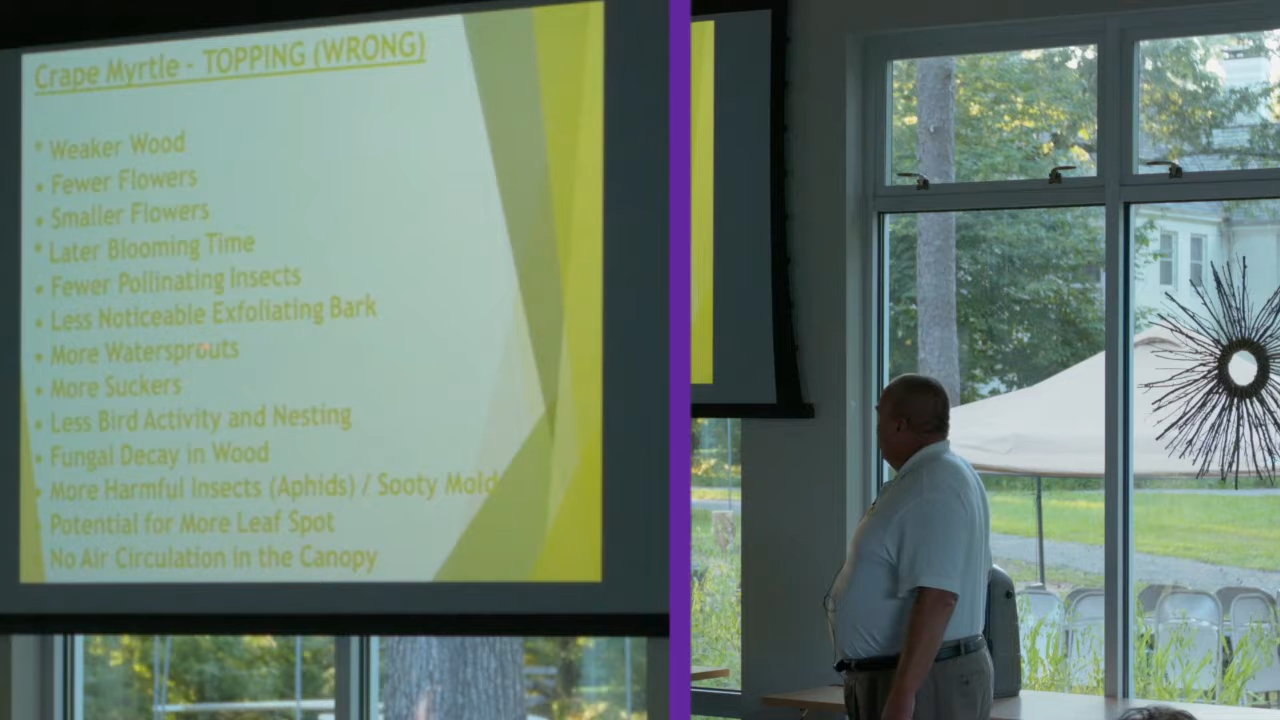 Crape Myrtle - TOPPING (WRONG)
• Weaker Wood
• Fewer Flowers
• Smaller Flowers
• Later Blooming Time
• Fewer Pollinating Insects
• Less Noticeable Exfoliating Bark
• More Watersprouts
• More Suckers
• Less Bird Activity and Nesting
• Fungal Decay in Wood
• More Harmful Insects (Aphids) / Sooty Mold
Potential for More Leaf Spot
No Air Circulation in the Canopy